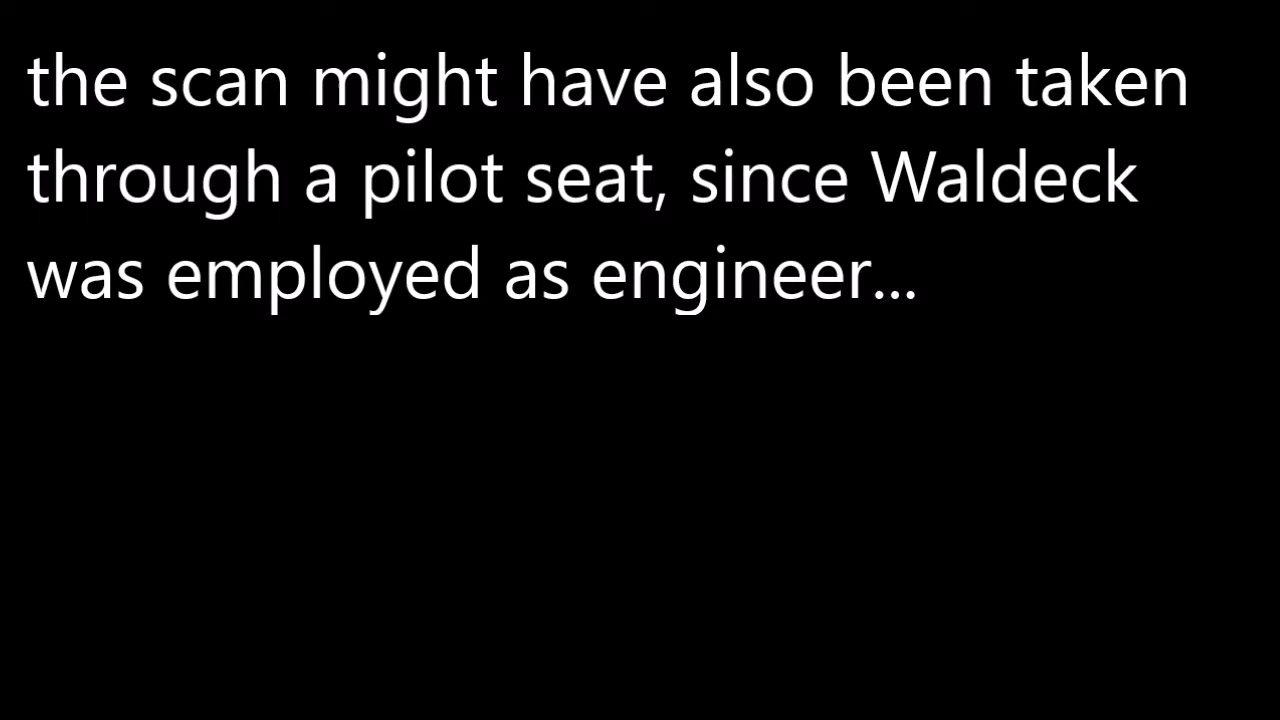 the scan might have also been taken
through a pilot seat, since Waldeck
was employed as engineer...